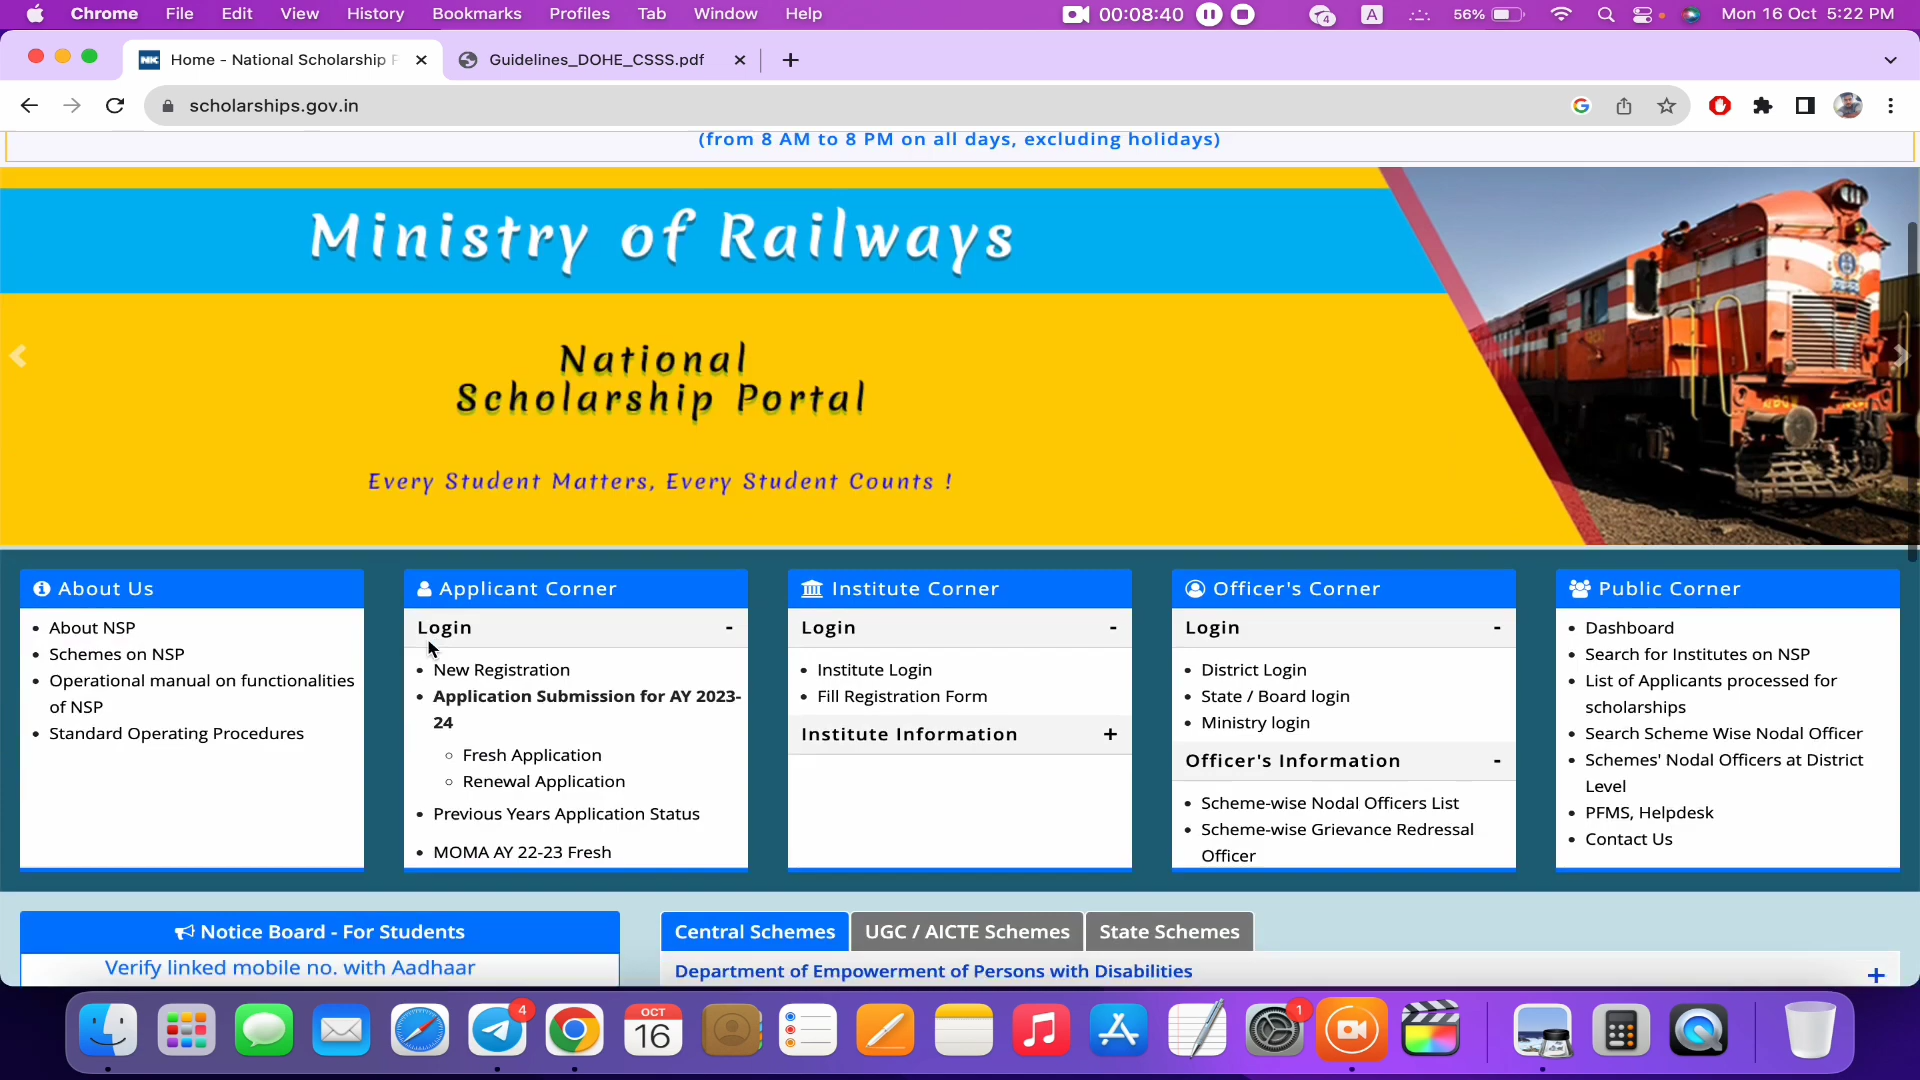 Chrome File Edit View History Bookmarks Profiles Tab Window Help 00:08:40 4 A 56% Mon 16 Oct 5:22 PM
NK Home - National Scholarship P Guidelines_DOHE_CSSS.pdf
scholarships.gov.in
(from 8 AM to 8 PM on all days, excluding holidays)
Ministry of Railways
National
Scholarship Portal
Every Student Matters, Every Student Counts !
About Us
About NSP
Schemes on NSP
Operational manual on functionalities
of NSP
Standard Operating Procedures
Applicant Corner
Login -
New Registration
Application Submission for AY 2023-
24
Fresh Application
Renewal Application
Previous Years Application Status
MOMA AY 22-23 Fresh
Institute Corner
Login -
Institute Login
Fill Registration Form
Institute Information +
Officer's Corner
Login -
District Login
State / Board login
Ministry login
Officer's Information -
Scheme-wise Nodal Officers List
Scheme-wise Grievance Redressal
Officer
Public Corner
Dashboard
Search for Institutes on NSP
List of Applicants processed for
scholarships
Search Scheme Wise Nodal Officer
Schemes' Nodal Officers at District
Level
PFMS, Helpdesk
Contact Us
Notice Board - For Students
Verify linked mobile no. with Aadhaar
Central Schemes UGC / AICTE Schemes State Schemes
Department of Empowerment of Persons with Disabilities +
4
OCT
16
1